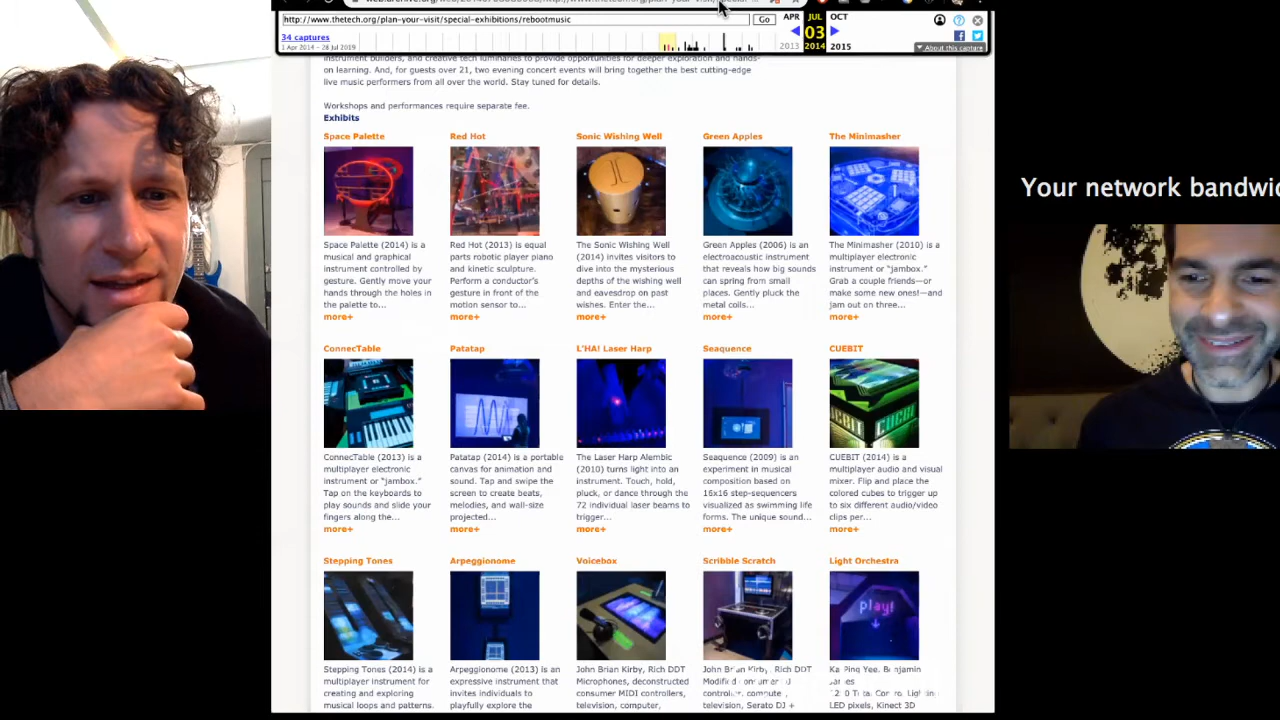 http://www.thetech.org/plan-your-visit/special-exhibitions/rebootmusic
Go
APR
JUL
OCT
03
2013
2014
2015
34 captures
1 Apr 2014 – 28 Jul 2019
About this capture
instrument builders, and creative tech luminaries to provide opportunities for deeper exploration and hands-
on learning. And, for guests over 21, two evening concert events will bring together the best cutting-edge
live music performers from all over the world. Stay tuned for details.
Workshops and performances require separate fee.
Exhibits
Space Palette
Space Palette (2014) is a
musical and graphical
instrument controlled by
gesture. Gently move your
hands through the holes in
the palette to...
more+
Red Hot
Red Hot (2013) is equal
parts robotic player piano
and kinetic sculpture.
Perform a conductor's
gesture in front of the
motion sensor to...
more+
Sonic Wishing Well
The Sonic Wishing Well
(2014) invites visitors to
dive into the mysterious
depths of the wishing well
and eavesdrop on past
wishes. Enter the...
more+
Green Apples
Green Apples (2006) is an
electroacoustic instrument
that reveals how big sounds
can spring from small
places. Gently pluck the
metal coils...
more+
The Minimasher
The Minimasher (2010) is a
multiplayer electronic
instrument or “jambox.”
Grab a couple friends—or
make some new ones!—and
jam out on three...
more+
ConnecTable
ConnecTable (2013) is a
multiplayer electronic
instrument or “jambox.”
Tap on the keyboards to
play sounds and slide your
fingers along the...
more+
Patatap
Patatap (2014) is a portable
canvas for animation and
sound. Tap and swipe the
screen to create beats,
melodies, and wall-size
projected...
more+
L'HA! Laser Harp
The Laser Harp Alembic
(2010) turns light into an
instrument. Touch, hold,
pluck, or dance through the
72 individual laser beams to
trigger...
more+
Seaquence
Seaquence (2009) is an
experiment in musical
composition based on
16x16 step-sequencers
visualized as swimming life
forms. The unique sound...
more+
CUEBIT
CUEBIT (2014) is a
multiplayer audio and visual
mixer. Flip and place the
colored cubes to trigger up
to six different audio/video
clips per...
more+
Stepping Tones
Stepping Tones (2014) is a
multiplayer instrument for
creating and exploring
musical loops and patterns.
Arpeggionome
Arpeggionome (2013) is an
expressive instrument that
invites individuals to
playfully explore the
Voicebox
John Brian Kirby, Rich DDT
Microphones, deconstructed
consumer MIDI controllers,
television, computer,
Scribble Scratch
John Brian Kirby, Rich DDT
television, Serato DJ +
Light Orchestra
play!
Ka-Ping Yee, Benjamin
James
LED pixels, Kinect 3D
Your network bandwi